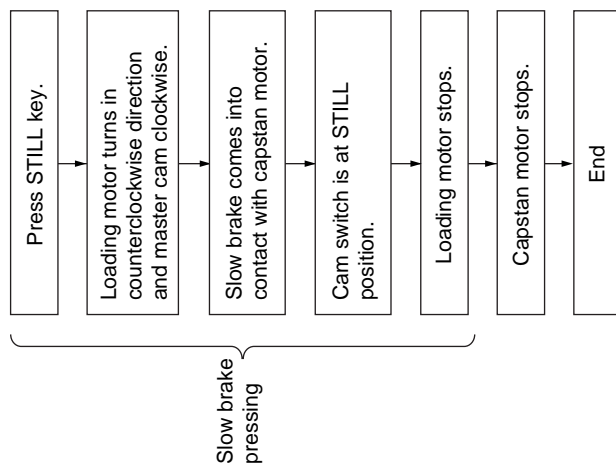 Press STILL key.
Loading motor turns in
counterclockwise direction
and master cam clockwise.
Slow brake comes into
contact with capstan motor.
Cam switch is at STILL
position.
Loading motor stops.
Capstan motor stops.
End
Slow brake
pressing